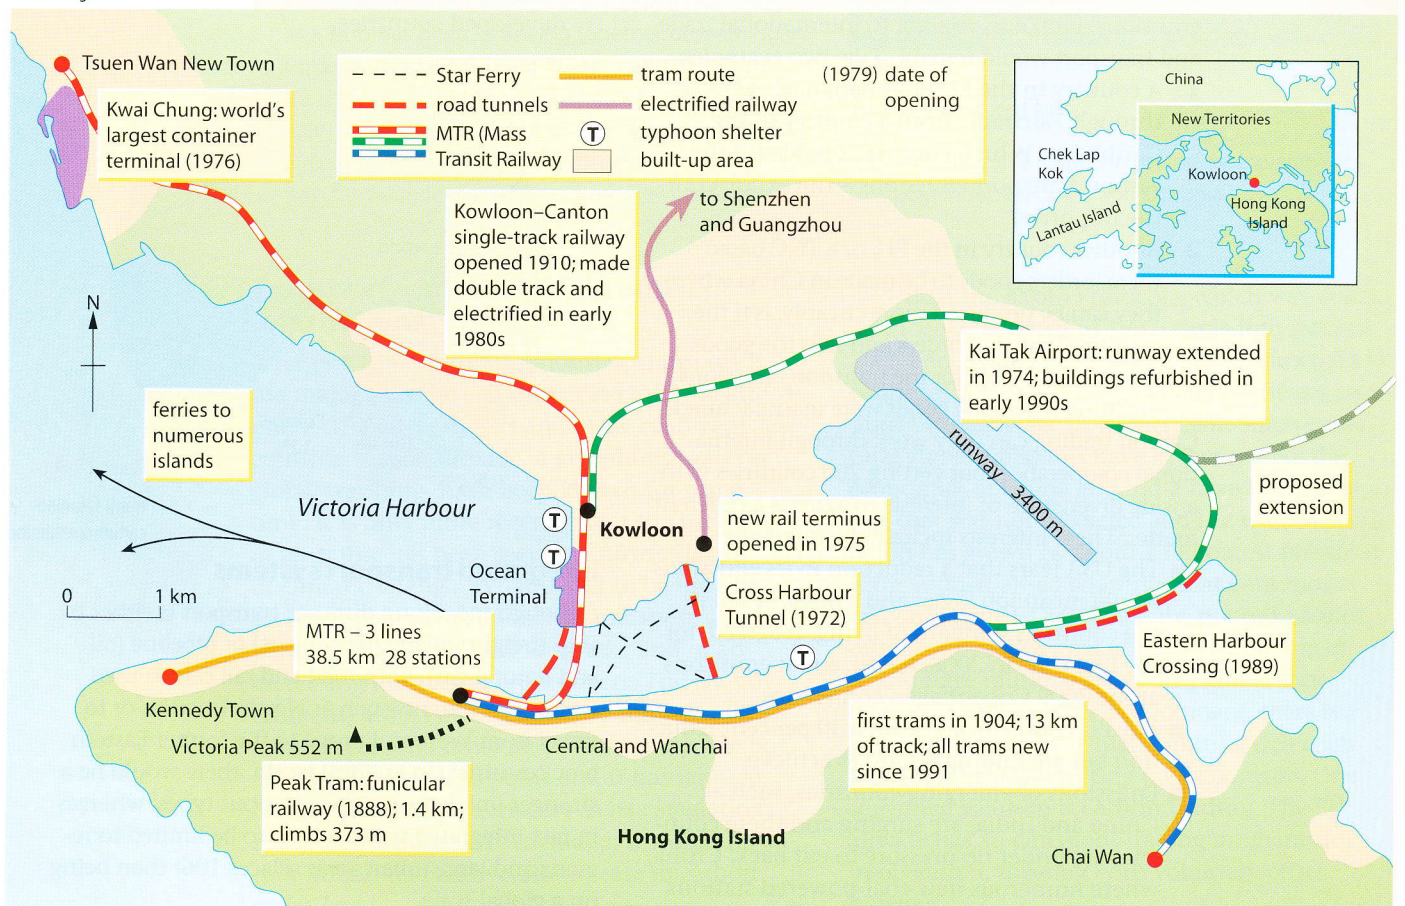 Tsuen Wan New Town
Kwai Chung: world's
largest container
terminal (1976)
Star Ferry
road tunnels
MTR (Mass
Transit Railway
tram route
electrified railway
T
typhoon shelter
built-up area
(1979) date of
opening
China
New Territories
Chek Lap
Kok
Kowloon
Hong Kong
Island
Lantau Island
Kowloon–Canton
single-track railway
opened 1910; made
double track and
electrified in early
1980s
to Shenzhen
and Guangzhou
N
Kai Tak Airport: runway extended
in 1974; buildings refurbished in
early 1990s
ferries to
numerous
islands
runway 3400 m
proposed
extension
Victoria Harbour
T
T
Kowloon
new rail terminus
opened in 1975
Ocean
Terminal
Cross Harbour
Tunnel (1972)
0 1 km
MTR – 3 lines
38.5 km 28 stations
T
Eastern Harbour
Crossing (1989)
Kennedy Town
Victoria Peak 552 m
Central and Wanchai
first trams in 1904; 13 km
of track; all trams new
since 1991
Peak Tram: funicular
railway (1888); 1.4 km;
climbs 373 m
Hong Kong Island
Chai Wan